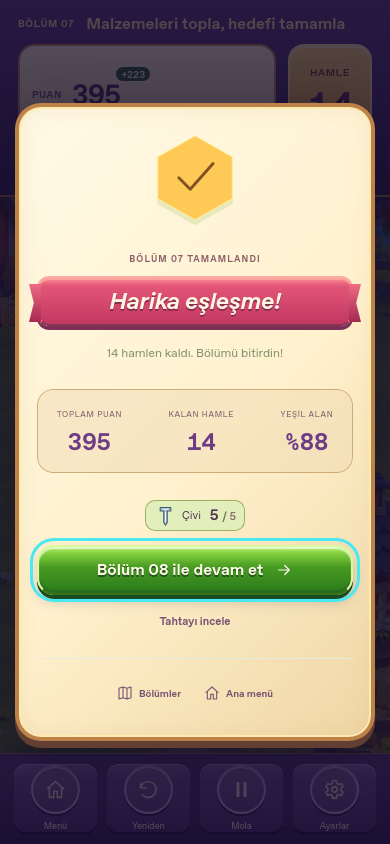 BÖLÜM 07 Malzemeleri topla, hedefi tamamla
+223
HAMLE
PUAN 395
14
BÖLÜM 07 TAMAMLANDI
Harika eşleşme!
14 hamlen kaldı. Bölümü bitirdin!
TOPLAM PUAN KALAN HAMLE YEŞİL ALAN
395 14 %88
Çivi 5 / 5
Bölüm 08 ile devam et →
Tahtayı incele
Bölümler Ana menü
Menü Yeniden Mola Ayarlar